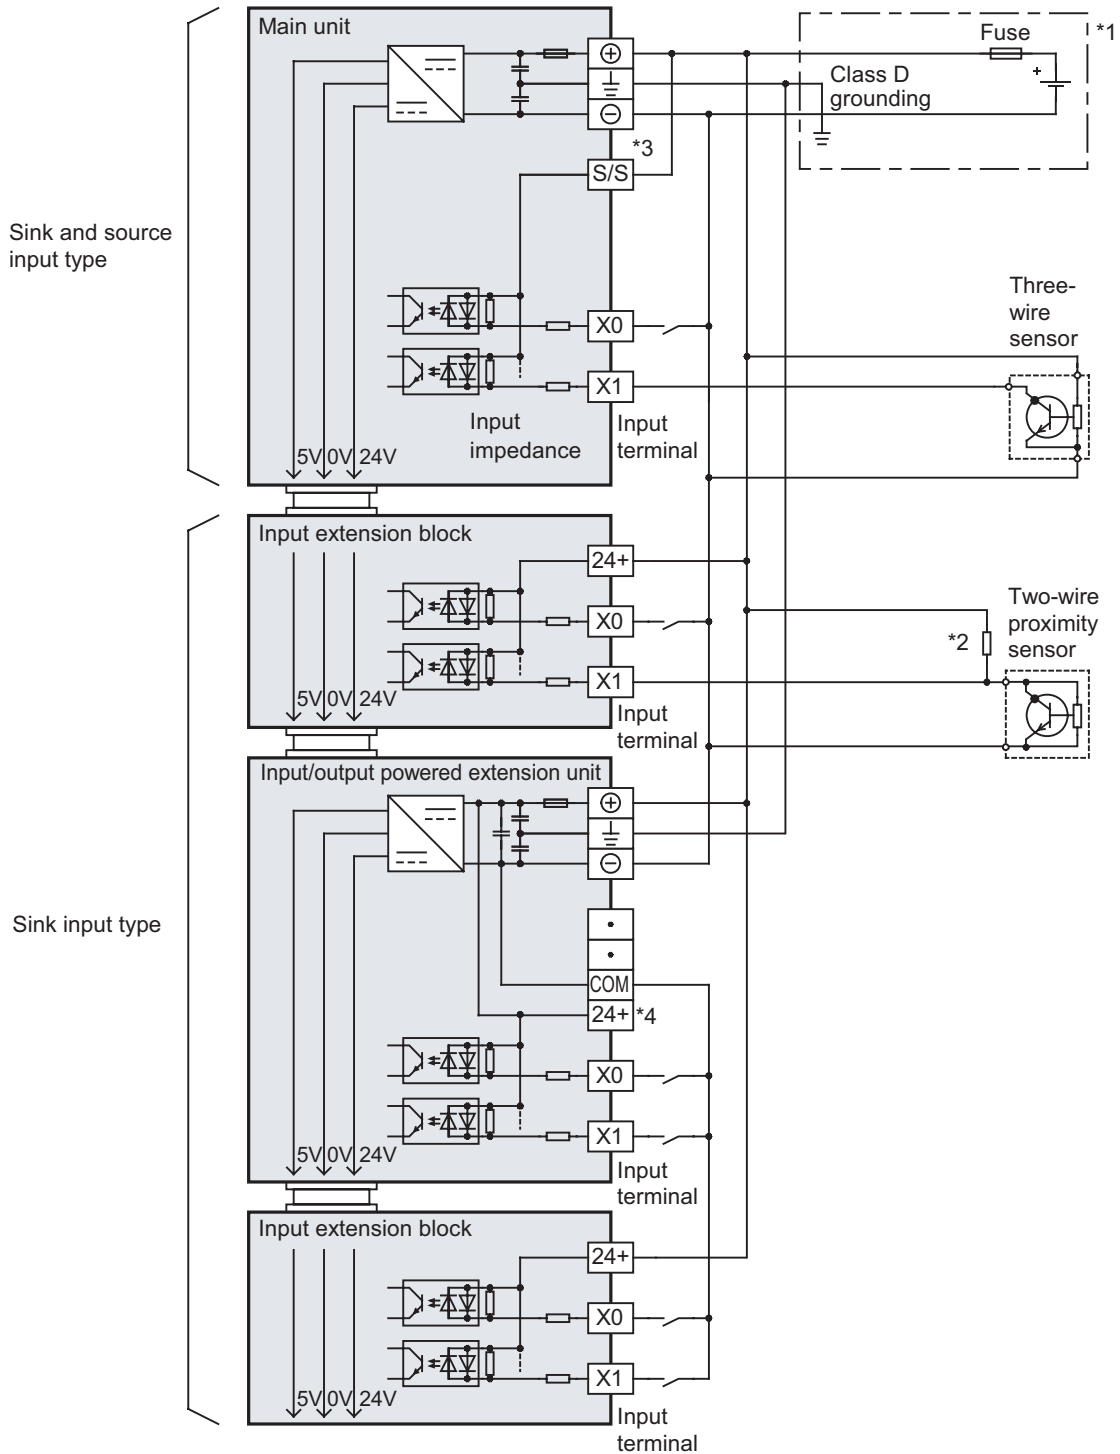 Main unit
Fuse
*1
+
Class D
grounding
*3
S/S
Sink and source
input type
Three-
wire
sensor
X0
X1
Input
impedance
Input
terminal
5V 0V 24V
Input extension block
24+
X0
Two-wire
proximity
sensor
*2
X1
5V 0V 24V
Input
terminal
Input/output powered extension unit
Sink input type
COM
24+ *4
X0
X1
5V 0V 24V
Input
terminal
Input extension block
24+
X0
X1
5V 0V 24V
Input
terminal